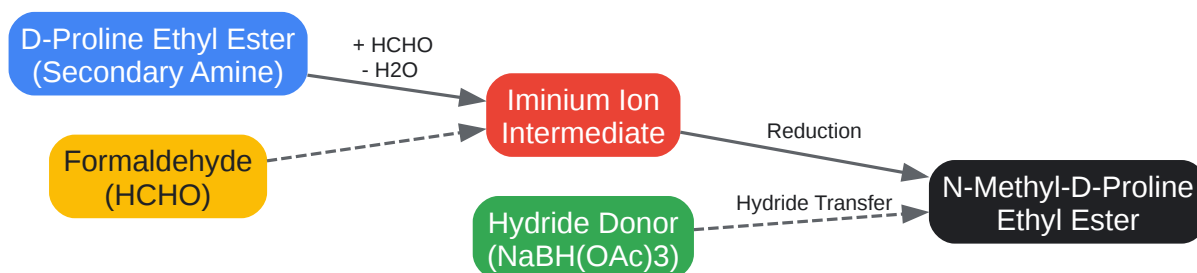 D-Proline Ethyl Ester
(Secondary Amine)
+ HCHO
- H2O
Formaldehyde
(HCHO)
Iminium Ion
Intermediate
Reduction
Hydride Donor
(NaBH(OAc)3)
Hydride Transfer
N-Methyl-D-Proline
Ethyl Ester